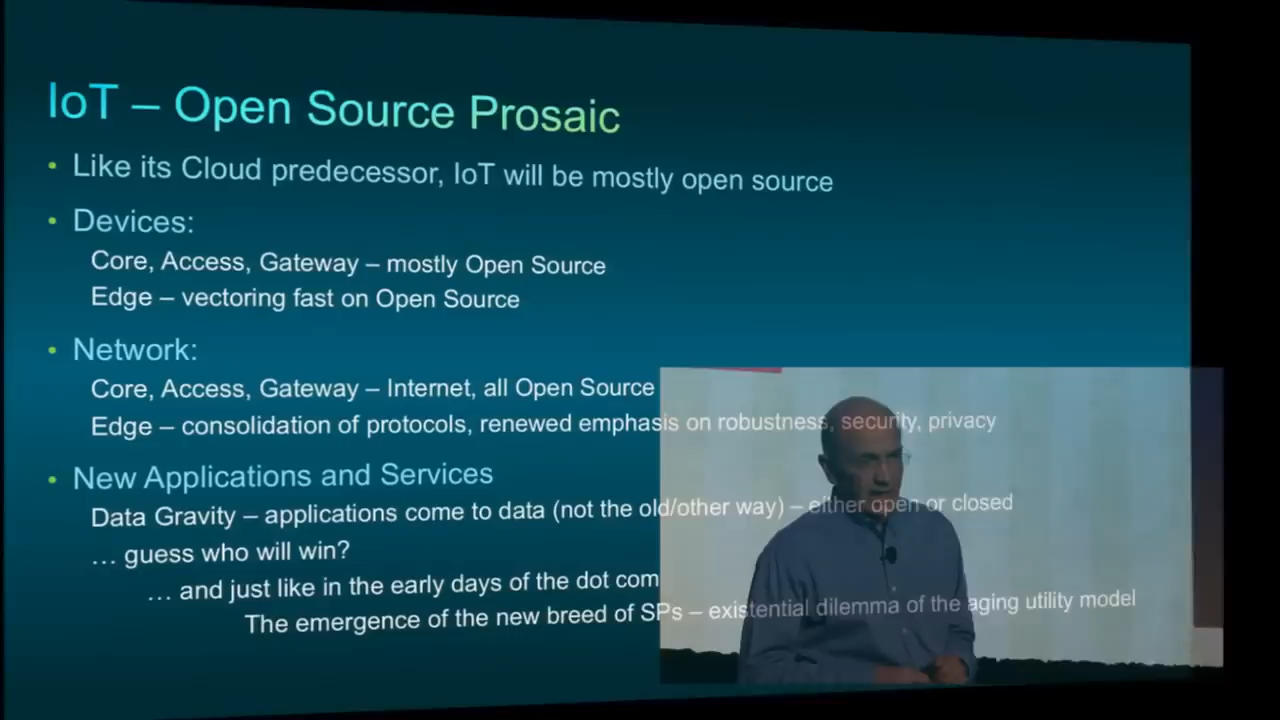 IoT – Open Source Prosaic
• Like its Cloud predecessor, IoT will be mostly open source
• Devices:
Core, Access, Gateway – mostly Open Source
Edge – vectoring fast on Open Source
• Network:
Core, Access, Gateway – Internet, all Open Source
Edge – consolidation of protocols, renewed emphasis on robustness, security, privacy
• New Applications and Services
Data Gravity – applications come to data (not the old/other way) – either open or closed
… guess who will win?
… and just like in the early days of the dot com
The emergence of the new breed of SPs – existential dilemma of the aging utility model